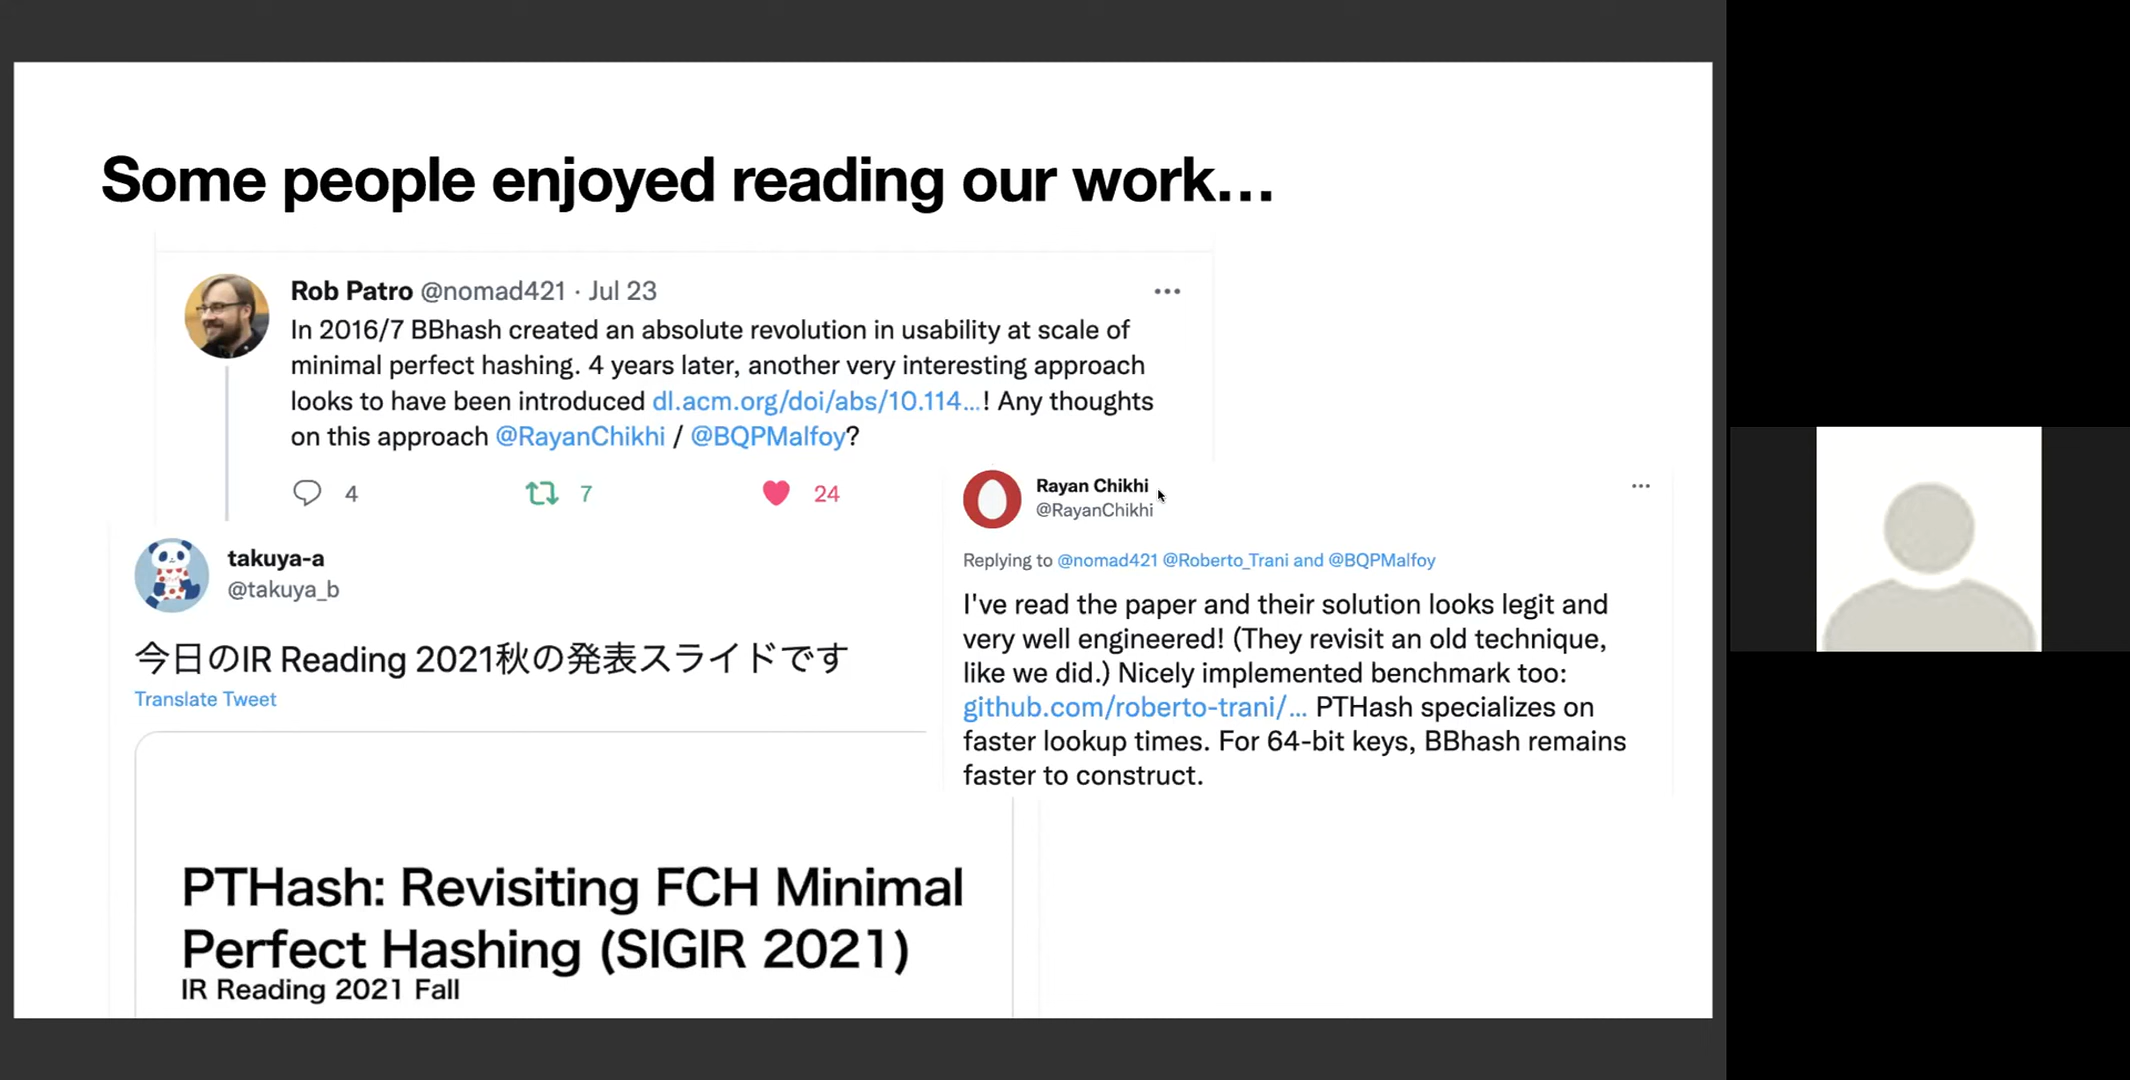 Some people enjoyed reading our work...
Rob Patro @nomad421 · Jul 23
In 2016/7 BBhash created an absolute revolution in usability at scale of
minimal perfect hashing. 4 years later, another very interesting approach
looks to have been introduced dl.acm.org/doi/abs/10.114...! Any thoughts
on this approach @RayanChikhi / @BQPMalfoy?
4 7 24
takuya-a
@takuya_b
今日のIR Reading 2021秋の発表スライドです
Translate Tweet
PTHash: Revisiting FCH Minimal
Perfect Hashing (SIGIR 2021)
IR Reading 2021 Fall
Rayan Chikhi
@RayanChikhi
Replying to @nomad421 @Roberto_Trani and @BQPMalfoy
I've read the paper and their solution looks legit and
very well engineered! (They revisit an old technique,
like we did.) Nicely implemented benchmark too:
github.com/roberto-trani/... PTHash specializes on
faster lookup times. For 64-bit keys, BBhash remains
faster to construct.